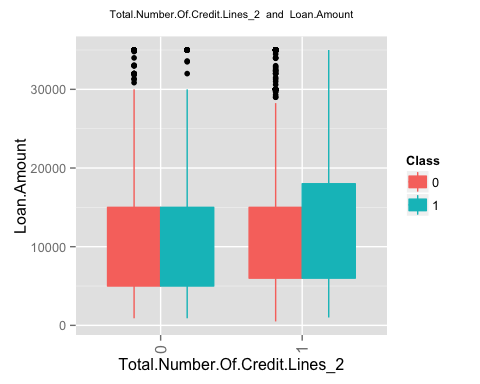 Total.Number.Of.Credit.Lines_2 and Loan.Amount
Loan.Amount
30000
20000
10000
0
0
1
Total.Number.Of.Credit.Lines_2
Class
0
1